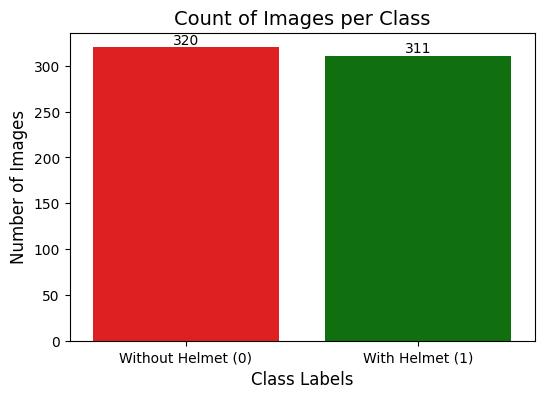 Count of Images per Class
320
311
Number of Images
300
250
200
150
100
50
0
Without Helmet (0)
With Helmet (1)
Class Labels